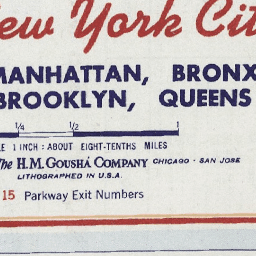 New York Cit
MANHATTAN, BRONX
BROOKLYN, QUEENS
1/4 1/2 1
LE 1 INCH : ABOUT EIGHT-TENTHS MILES
The H.M. GOUSHÁ COMPANY CHICAGO · SAN JOSE
LITHOGRAPHED IN U.S.A.
15 Parkway Exit Numbers